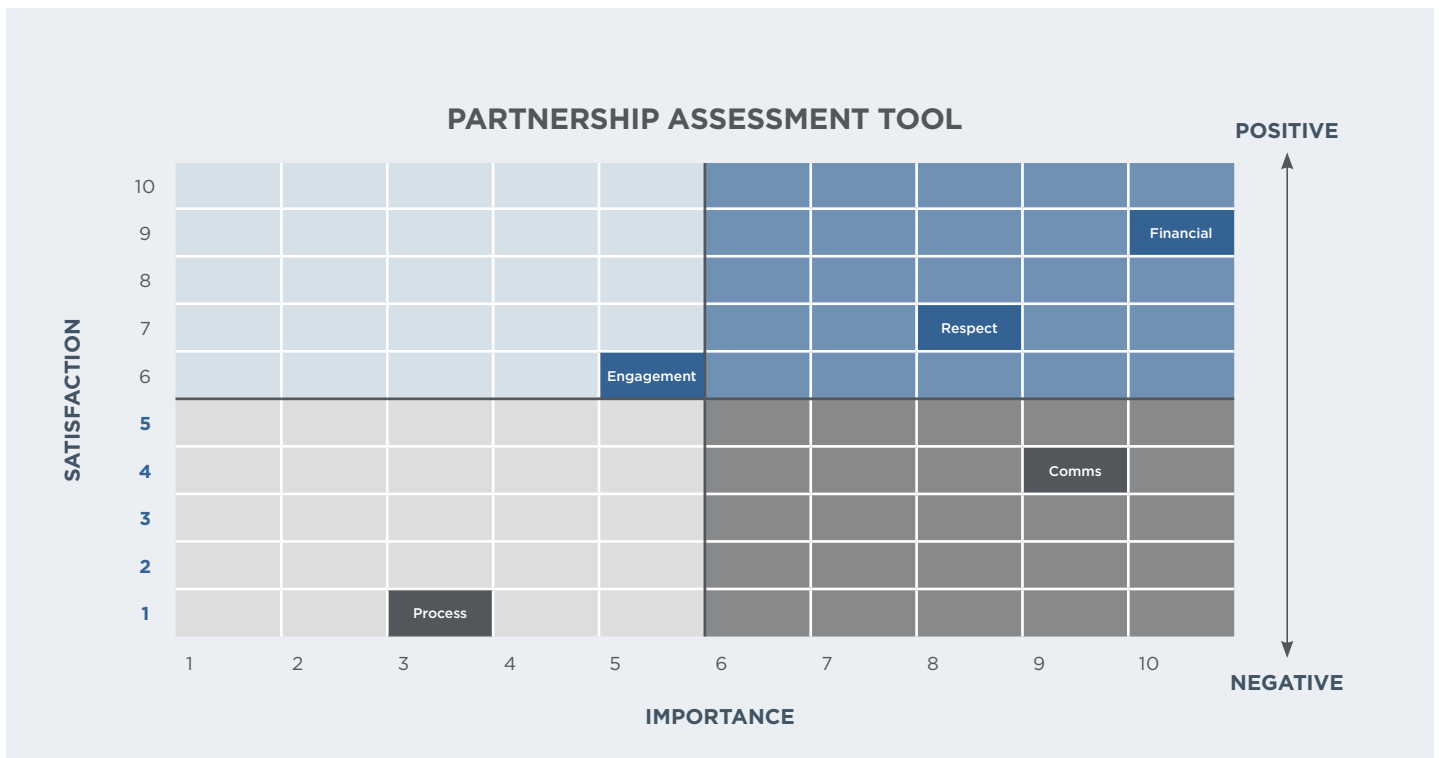 PARTNERSHIP ASSESSMENT TOOL
POSITIVE
10
9
Financial
8
SATISFACTION
7
Respect
6
Engagement
5
4
Comms
3
2
1
Process
1 2 3 4 5 6 7 8 9 10
NEGATIVE
IMPORTANCE